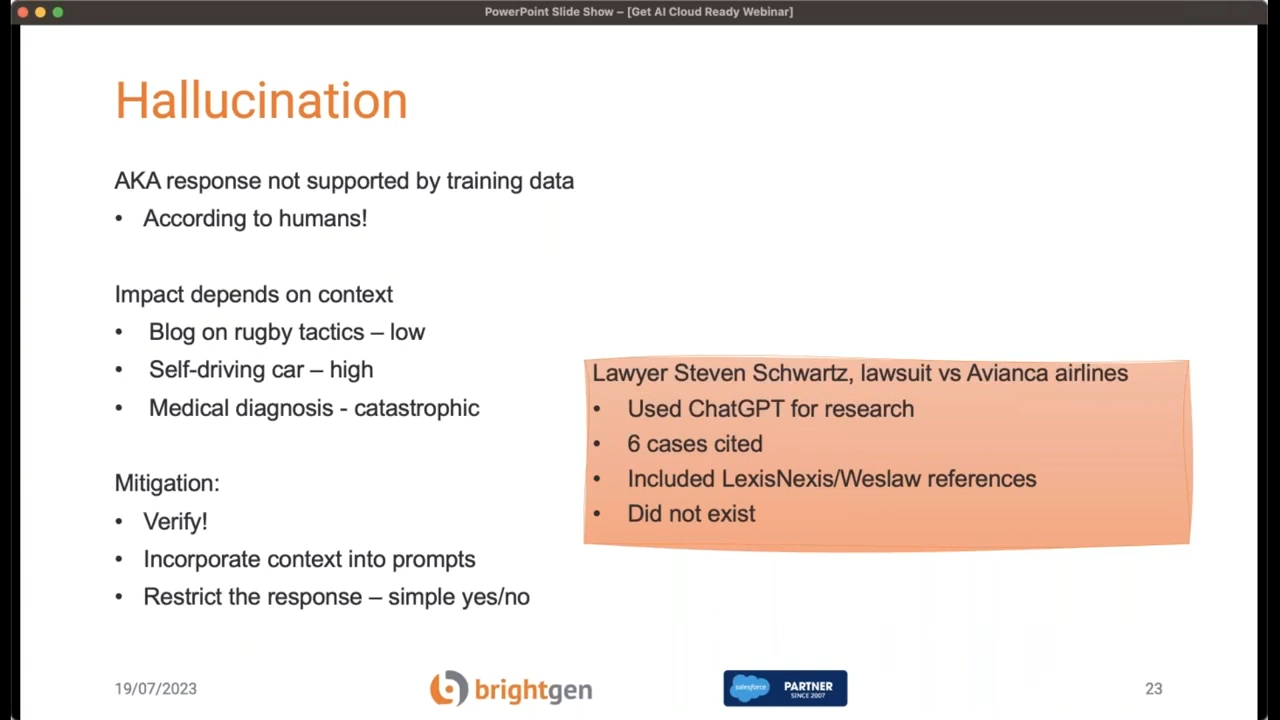 PowerPoint Slide Show – [Get AI Cloud Ready Webinar]
Hallucination
AKA response not supported by training data
• According to humans!
Impact depends on context
• Blog on rugby tactics – low
• Self-driving car – high
• Medical diagnosis - catastrophic
Mitigation:
• Verify!
• Incorporate context into prompts
• Restrict the response – simple yes/no
Lawyer Steven Schwartz, lawsuit vs Avianca airlines
• Used ChatGPT for research
• 6 cases cited
• Included LexisNexis/Weslaw references
• Did not exist
19/07/2023
brightgen
salesforce
PARTNER
SINCE 2007
23